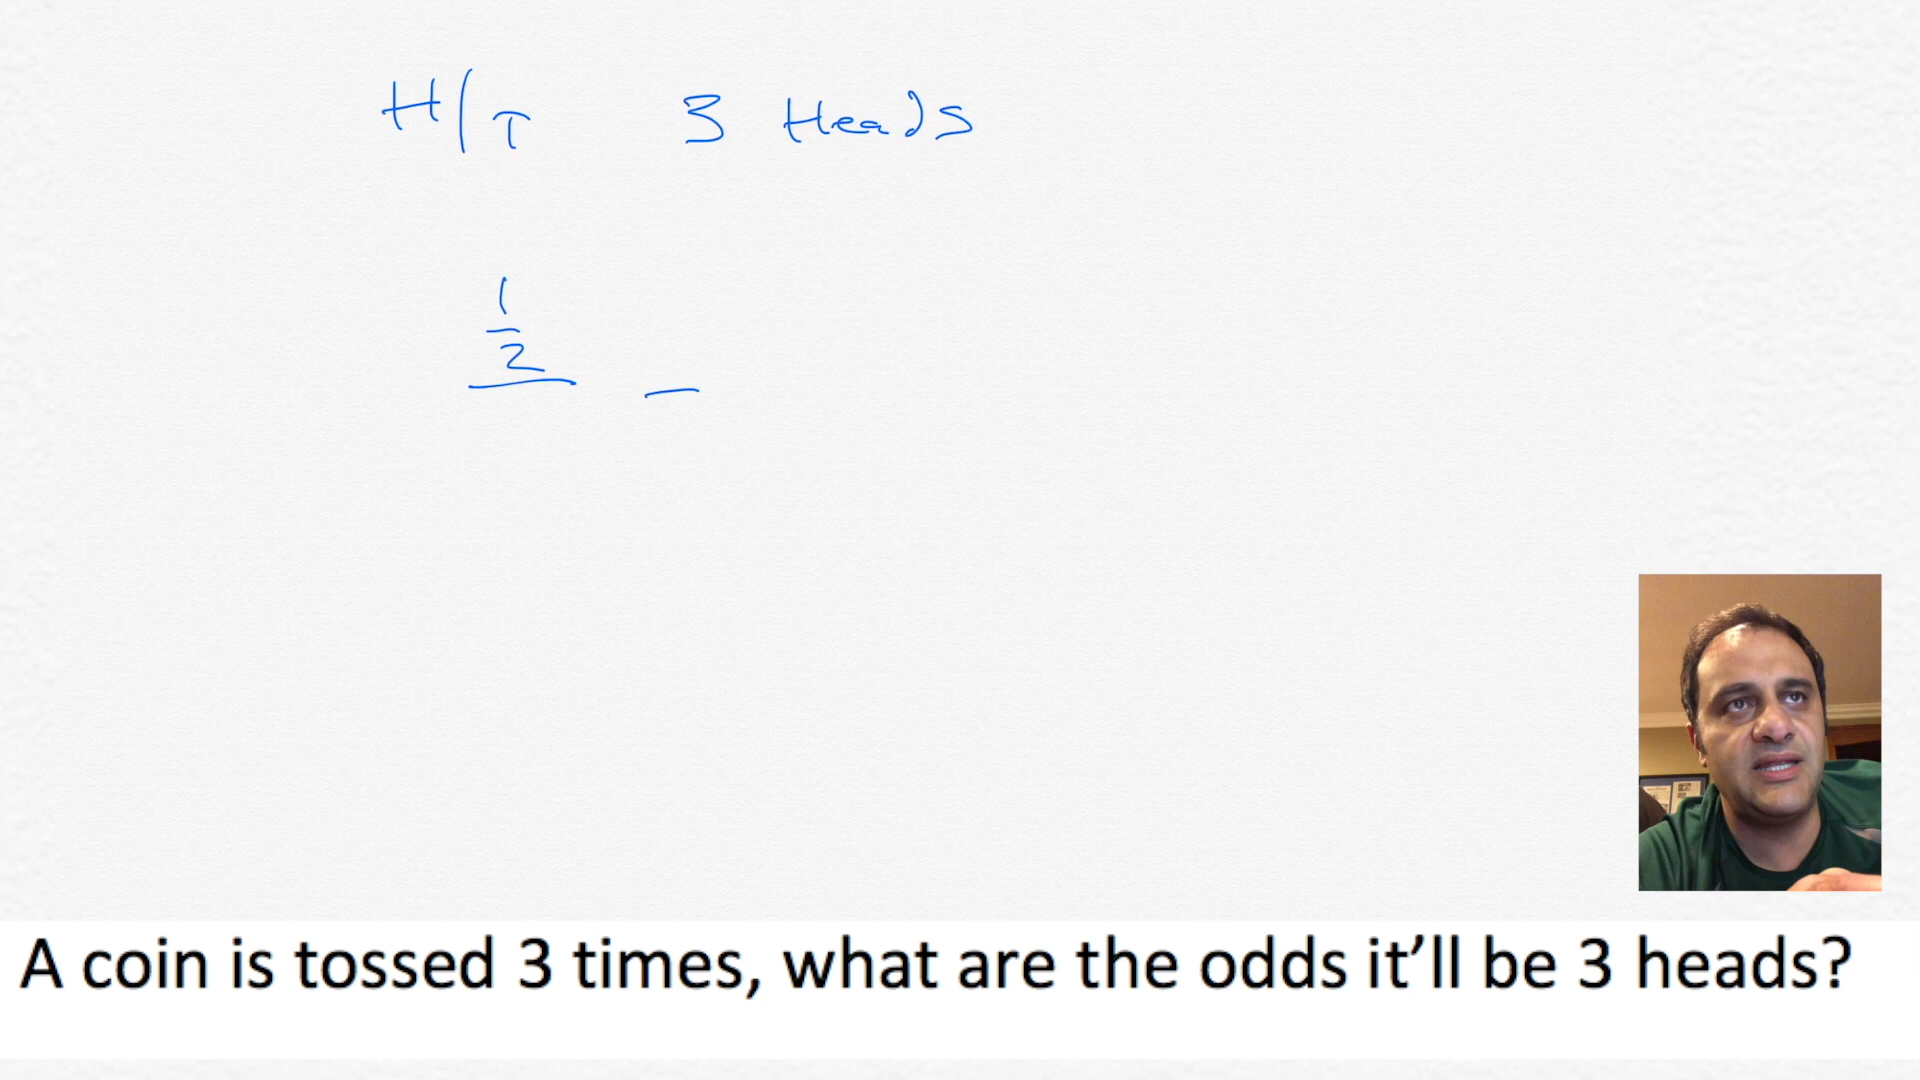 H/T 3 Heads
1
2
A coin is tossed 3 times, what are the odds it’ll be 3 heads?